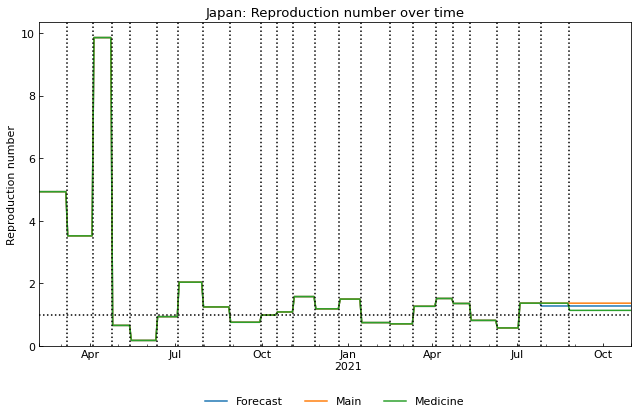 Japan: Reproduction number over time
Reproduction number
10
8
6
4
2
0
Apr
Jul
Oct
Jan
2021
Apr
Jul
Oct
Forecast
Main
Medicine